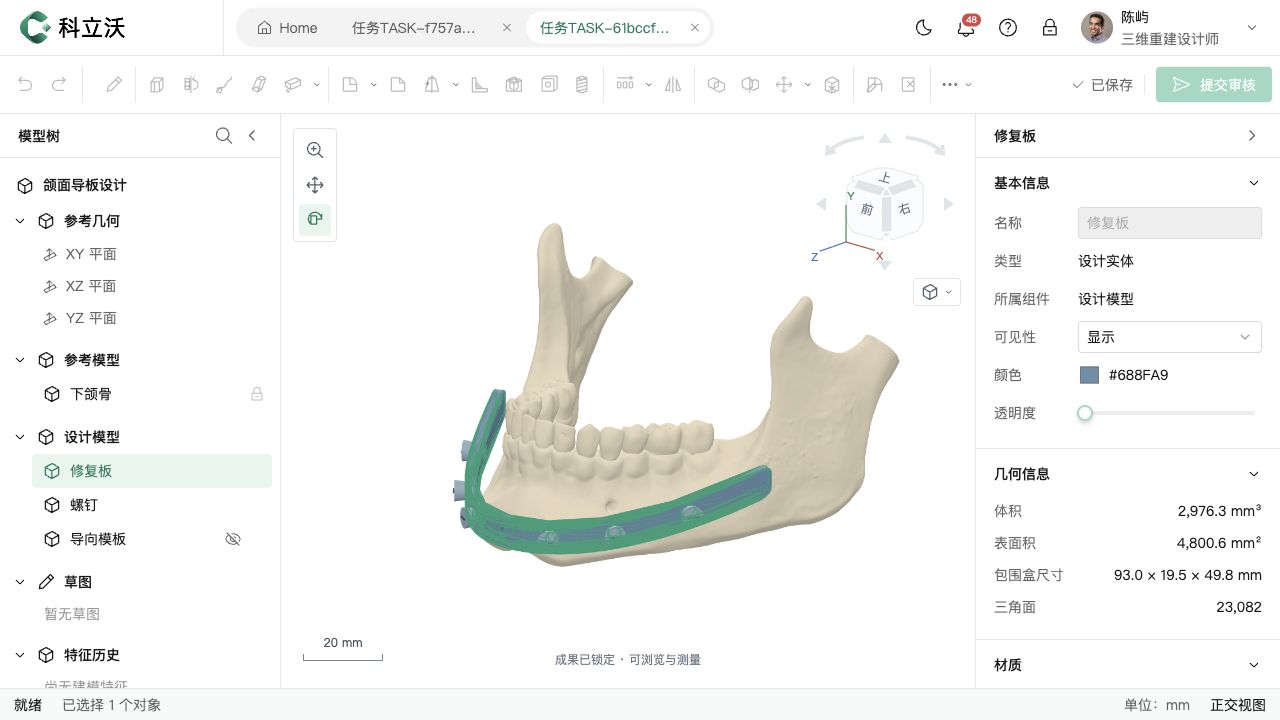 科立沃
Home
任务TASK-f757a...
任务TASK-61bccf...
48
陈屿
三维重建设计师
已保存
提交审核
模型树
颌面导板设计
参考几何
XY 平面
XZ 平面
YZ 平面
参考模型
下颌骨
设计模型
修复板
螺钉
导向模板
草图
暂无草图
特征历史
尚无建模特征
上
前
右
Y
Z
X
20 mm
成果已锁定 · 可浏览与测量
修复板
基本信息
名称 修复板
类型 设计实体
所属组件 设计模型
可见性 显示
颜色 #688FA9
透明度
几何信息
体积 2,976.3 mm³
表面积 4,800.6 mm²
包围盒尺寸 93.0 × 19.5 × 49.8 mm
三角面 23,082
材质
就绪 已选择 1 个对象
单位: mm 正交视图